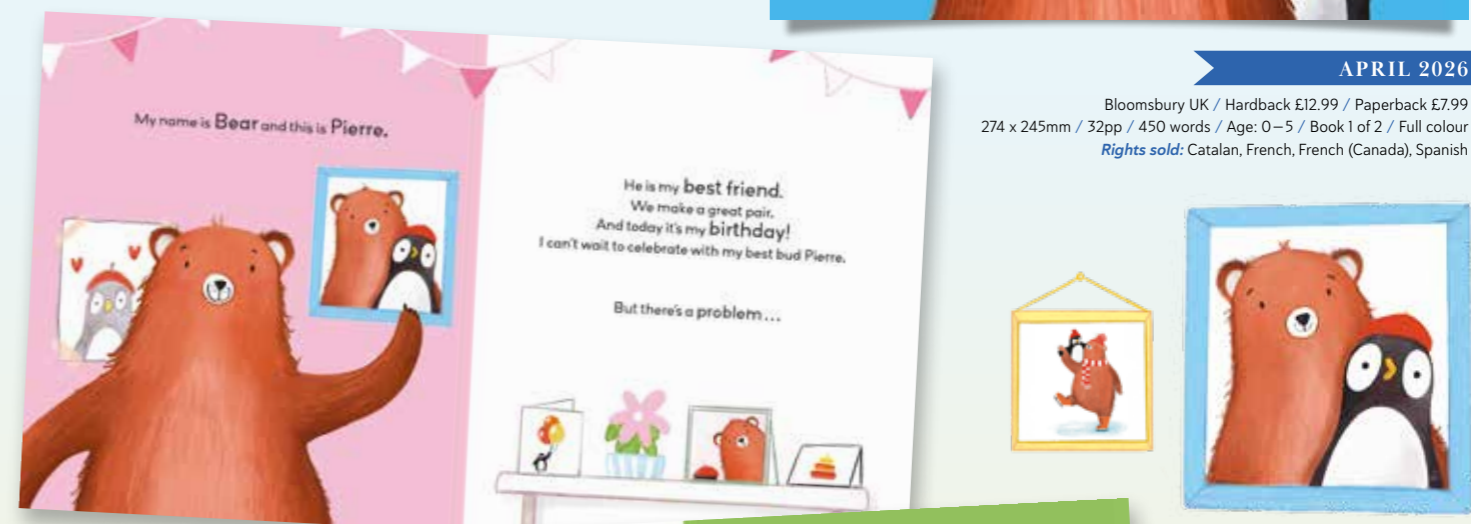 My name is Bear and this is Pierre.
He is my best friend.
We make a great pair.
And today it's my birthday!
I can't wait to celebrate with my best bud Pierre.
But there's a problem...
APRIL 2026
Bloomsbury UK / Hardback £12.99 / Paperback £7.99
274 x 245mm / 32pp / 450 words / Age: 0–5 / Book 1 of 2 / Full colour
Rights sold: Catalan, French, French (Canada), Spanish